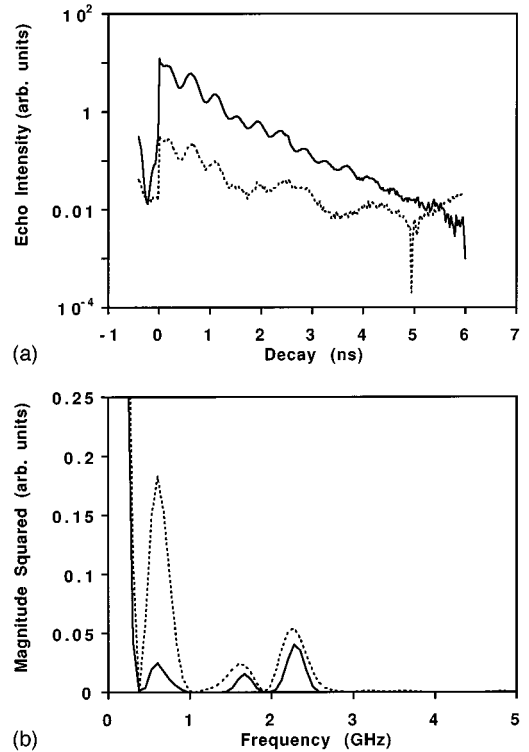 10²
1
0.01
10⁻⁴
Echo Intensity (arb. units)
-1 0 1 2 3 4 5 6 7
Decay (ns)
(a)
0.25
0.2
0.15
0.1
0.05
0
Magnitude Squared (arb. units)
0 1 2 3 4 5
Frequency (GHz)
(b)